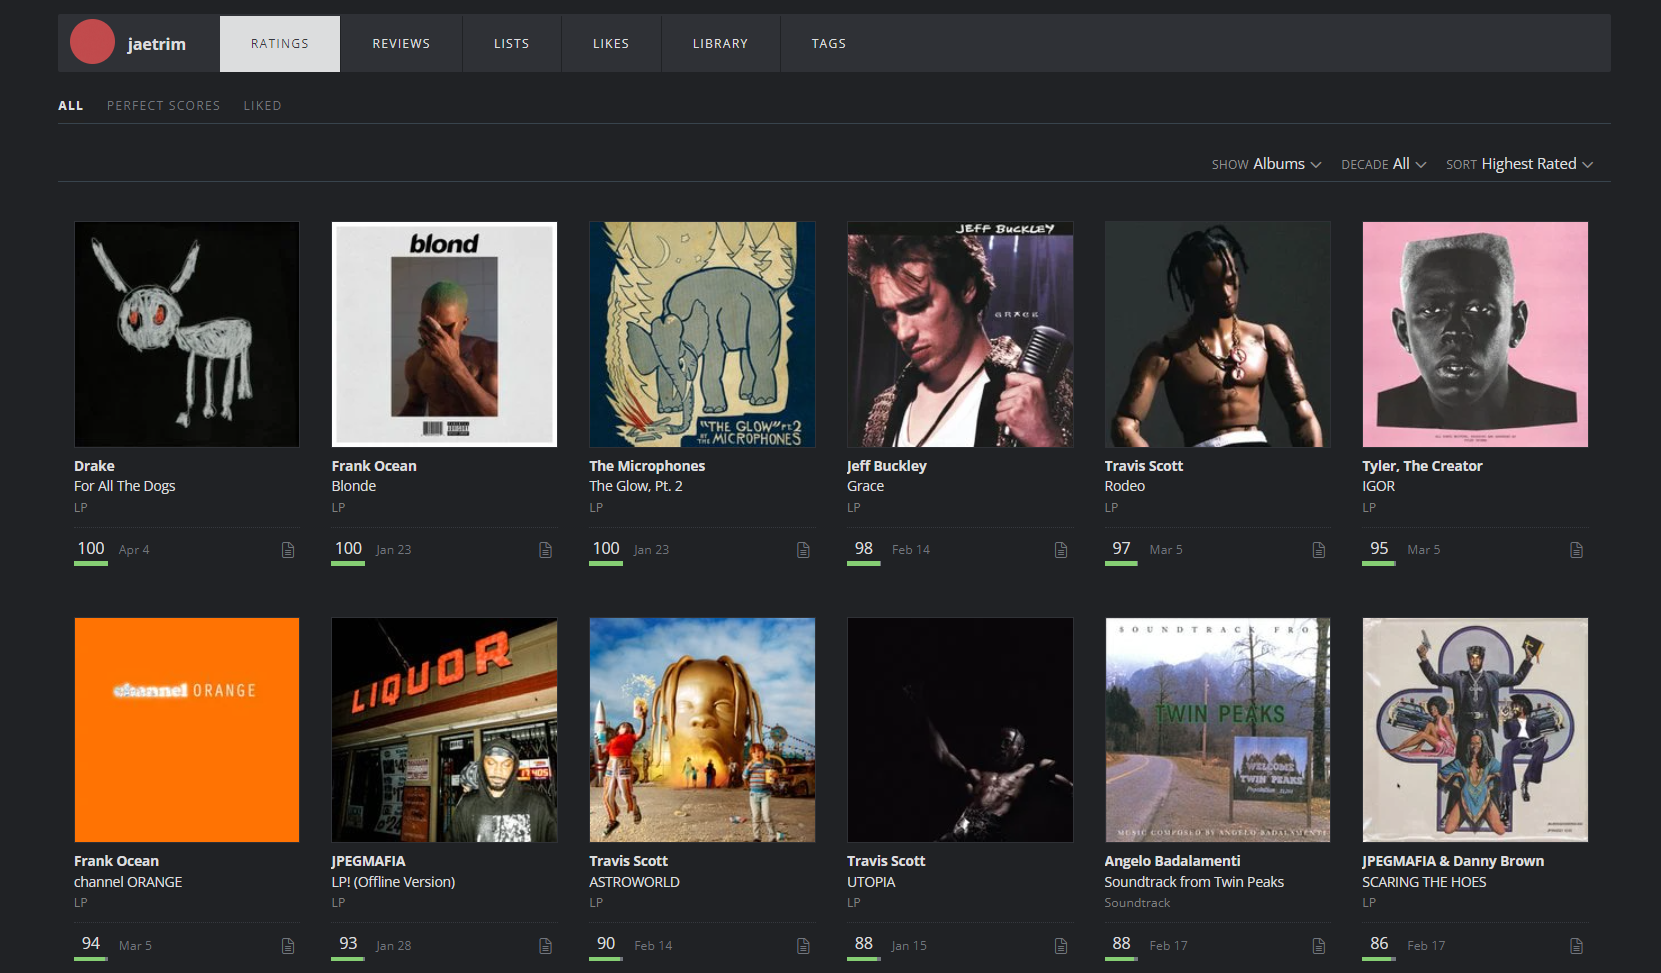 jaetrim RATINGS REVIEWS LISTS LIKES LIBRARY TAGS
ALL PERFECT SCORES LIKED
SHOW Albums DECADE All SORT Highest Rated
blond
"THE GLOW" PT. 2
BY THE MICROPHONES
JEFF BUCKLEY
GRACE
Drake
For All The Dogs
LP
100 Apr 4
Frank Ocean
Blonde
LP
100 Jan 23
The Microphones
The Glow, Pt. 2
LP
100 Jan 23
Jeff Buckley
Grace
LP
98 Feb 14
Travis Scott
Rodeo
LP
97 Mar 5
Tyler, The Creator
IGOR
LP
95 Mar 5
channel ORANGE
LIQUOR
SOUNDTRACK FRO
TWIN PEAKS
WELCOME
TO
TWIN PEAKS
MUSIC COMPOSED BY ANGELO BADALAMENTI
Frank Ocean
channel ORANGE
LP
94 Mar 5
JPEGMAFIA
LP! (Offline Version)
LP
93 Jan 28
Travis Scott
ASTROWORLD
LP
90 Feb 14
Travis Scott
UTOPIA
LP
88 Jan 15
Angelo Badalamenti
Soundtrack from Twin Peaks
Soundtrack
88 Feb 17
JPEGMAFIA & Danny Brown
SCARING THE HOES
LP
86 Feb 17